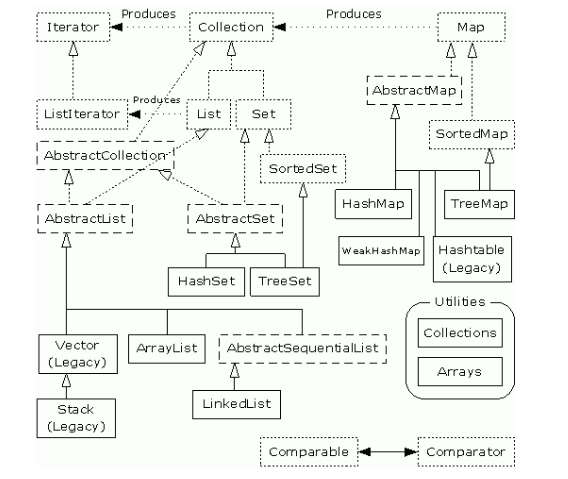 Produces
Produces
Iterator
Collection
Map
AbstractMap
Produces
ListIterator
List
Set
SortedMap
AbstractCollection
SortedSet
HashMap
TreeMap
AbstractList
AbstractSet
WeakHashMap
Hashtable
(Legacy)
HashSet
TreeSet
Utilities
Collections
Vector
(Legacy)
ArrayList
AbstractSequentialList
Arrays
LinkedList
Stack
(Legacy)
Comparable
Comparator